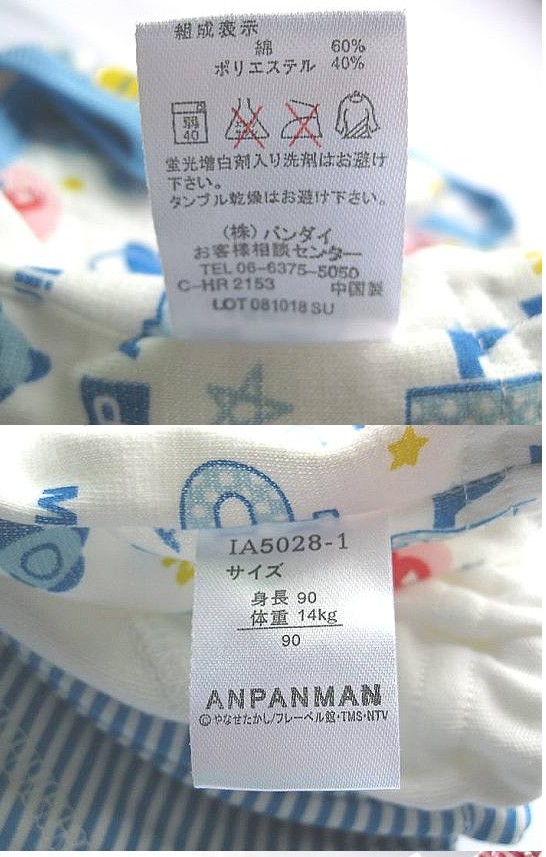 組成表示
綿 60%
ポリエステル 40%
弱
40
蛍光増白剤入り洗剤はお避け
下さい。
タンブル乾燥はお避け下さい。
(株)バンダイ
お客様相談センター
TEL 06-6375-5050
C-HR 2153 中国製
LOT 081018 SU
IA5028-1
サイズ
身長 90
体重 14kg
90
ANPANMAN
©やなせたかし/フレーベル館・TMS・NTV